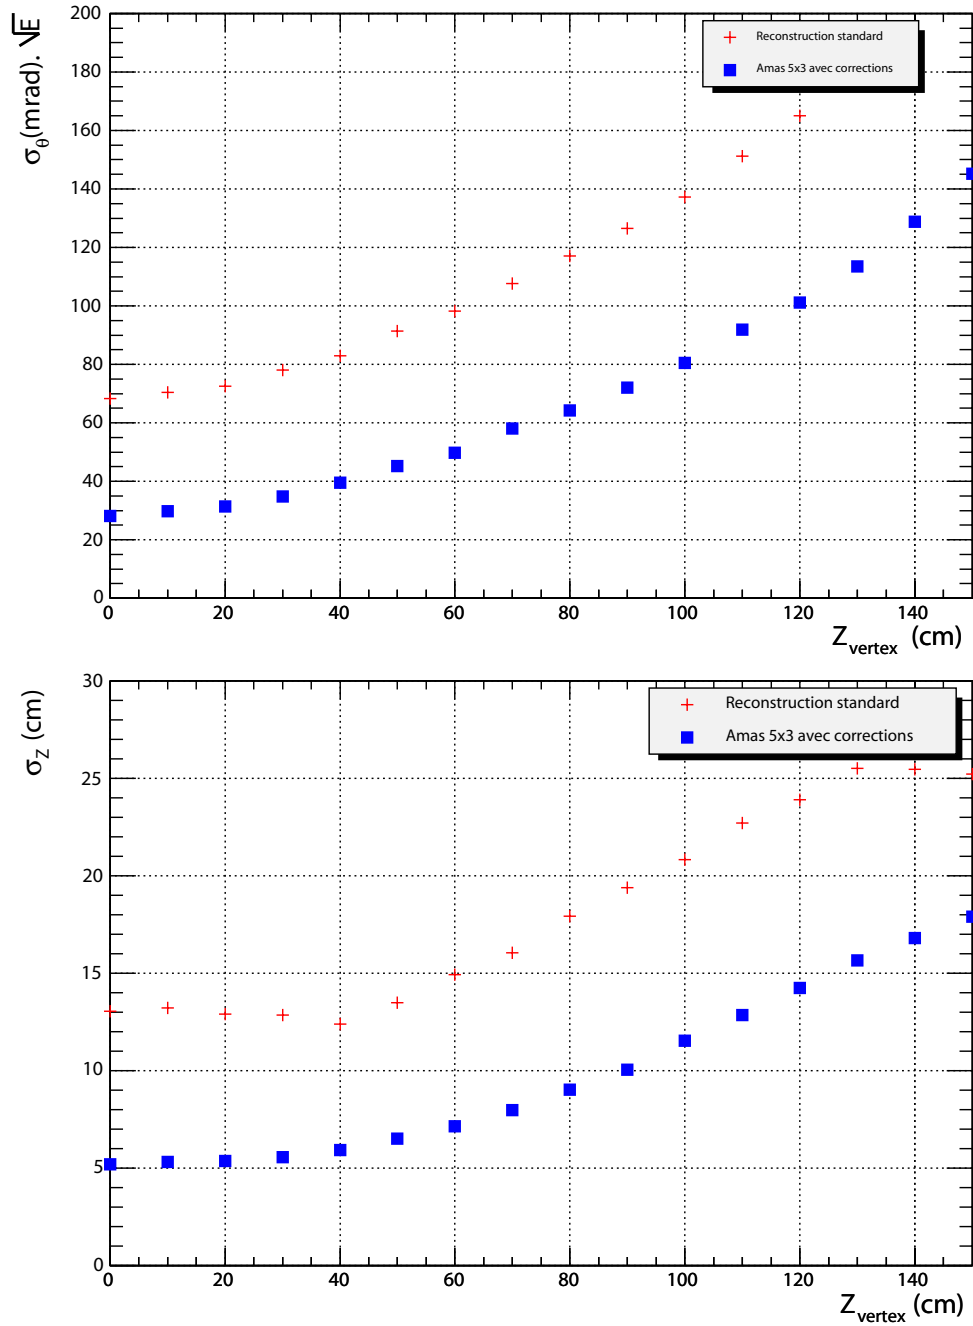 σθ(mrad). √E
200
180
160
140
120
100
80
60
40
20
0
Reconstruction standard
Amas 5x3 avec corrections
0 20 40 60 80 100 120 140
Zvertex (cm)
σZ (cm)
30
25
20
15
10
5
0
Reconstruction standard
Amas 5x3 avec corrections
0 20 40 60 80 100 120 140
Zvertex (cm)